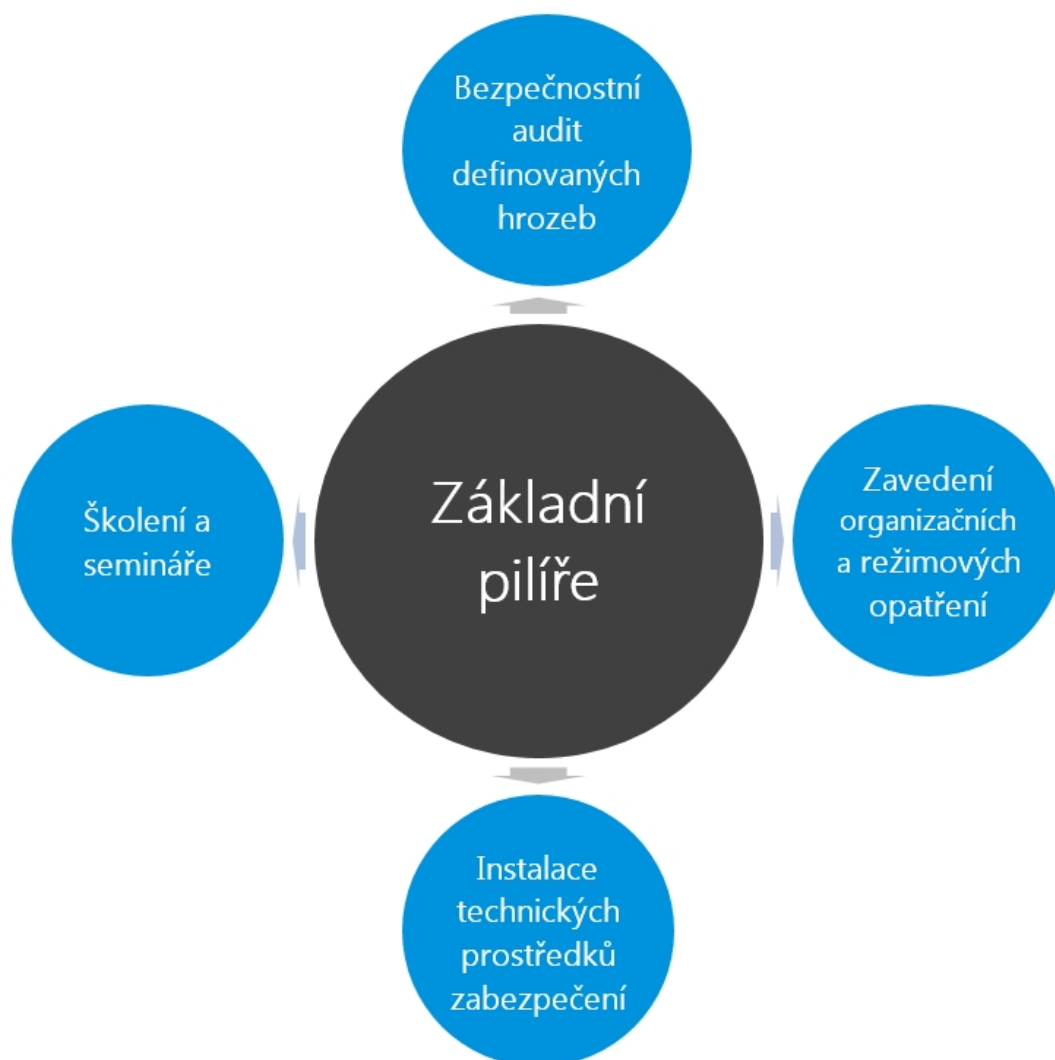 Bezpečnostní
audit
definovaných
hrozeb
Školení a
semináře
Základní
pilíře
Zavedení
organizačních
a režimových
opatření
Instalace
technických
prostředků
zabezpečení